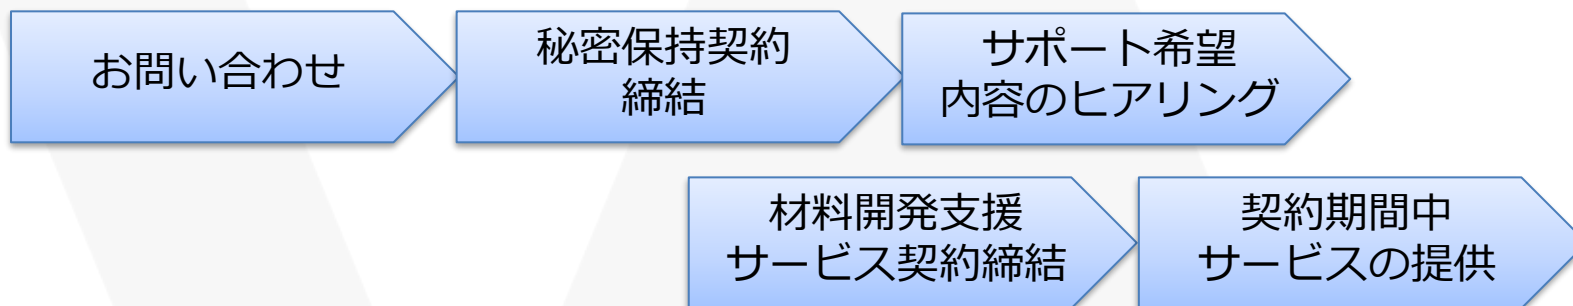 お問い合わせ
秘密保持契約
締結
サポート希望
内容のヒアリング
材料開発支援
サービス契約締結
契約期間中
サービスの提供